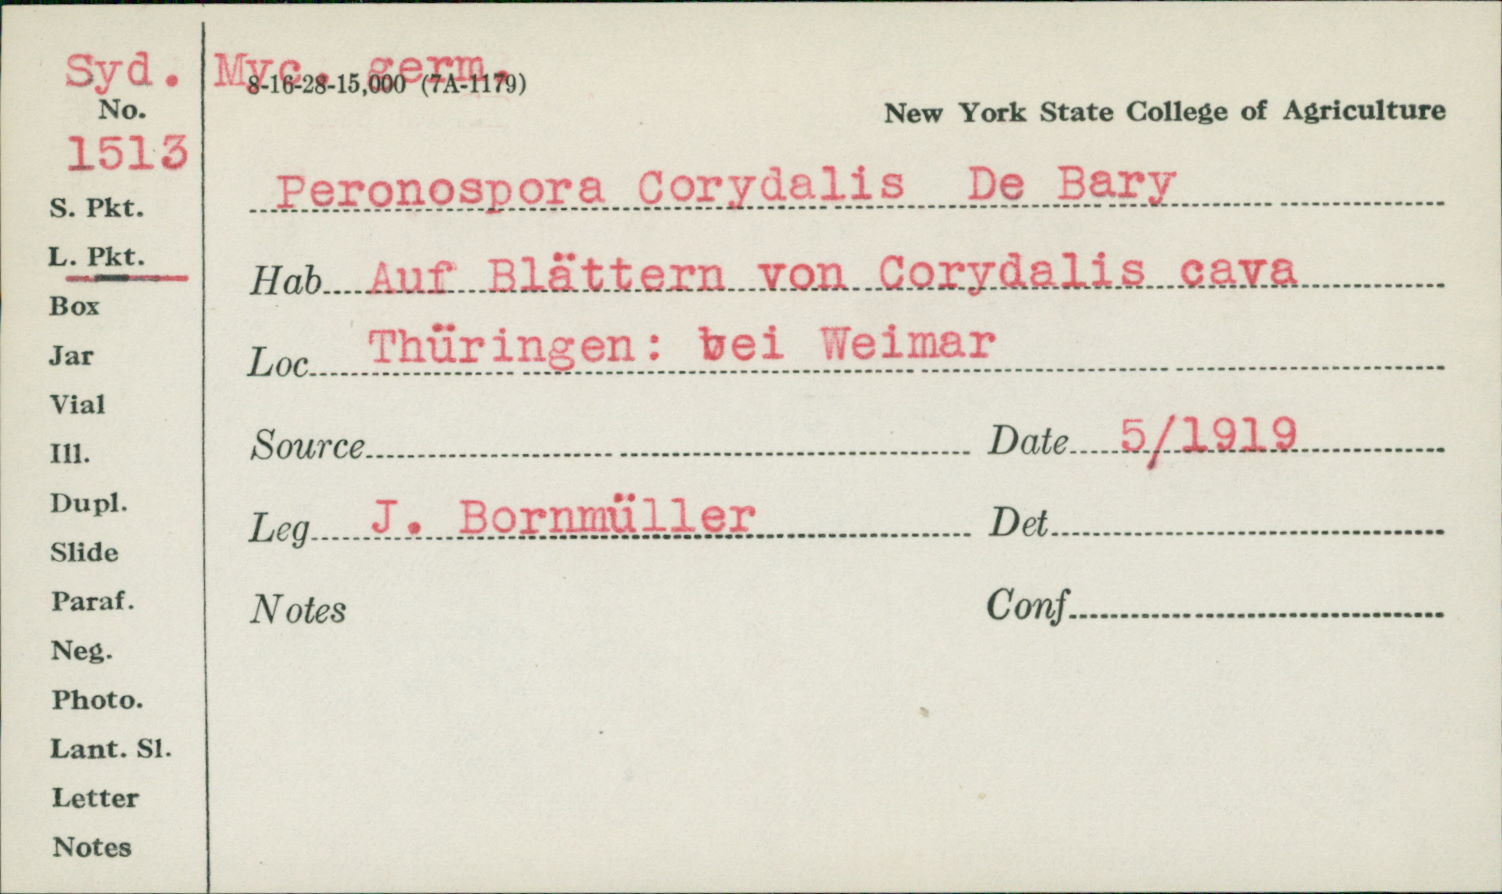 Syd. Myc. germ.
8-16-28-15,000 (7A-1179)
No.
New York State College of Agriculture
1513
Peronospora Corydalis De Bary
S. Pkt.
L. Pkt.
Hab Auf Blättern von Corydalis cava
Box
Loc Thüringen: bei Weimar
Jar
Vial
Source Date 5/1919
Ill.
Dupl.
Leg J. Bornmüller Det
Slide
Paraf.
Notes Conf
Neg.
Photo.
Lant. Sl.
Letter
Notes